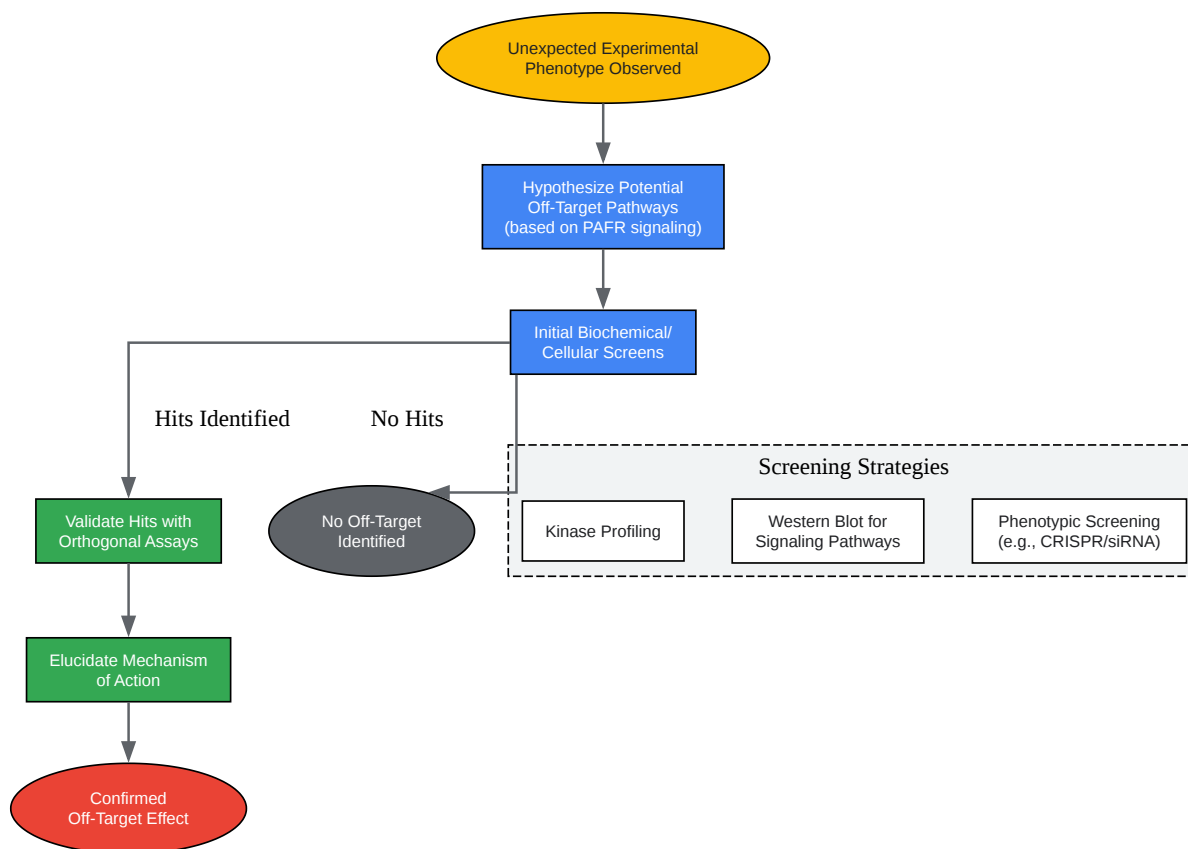 Unexpected Experimental
Phenotype Observed
Hypothesize Potential
Off-Target Pathways
(based on PAFR signaling)
Initial Biochemical/
Cellular Screens
Hits Identified
No Hits
Screening Strategies
Validate Hits with
Orthogonal Assays
No Off-Target
Identified
Kinase Profiling
Western Blot for
Signaling Pathways
Phenotypic Screening
(e.g., CRISPR/siRNA)
Elucidate Mechanism
of Action
Confirmed
Off-Target Effect